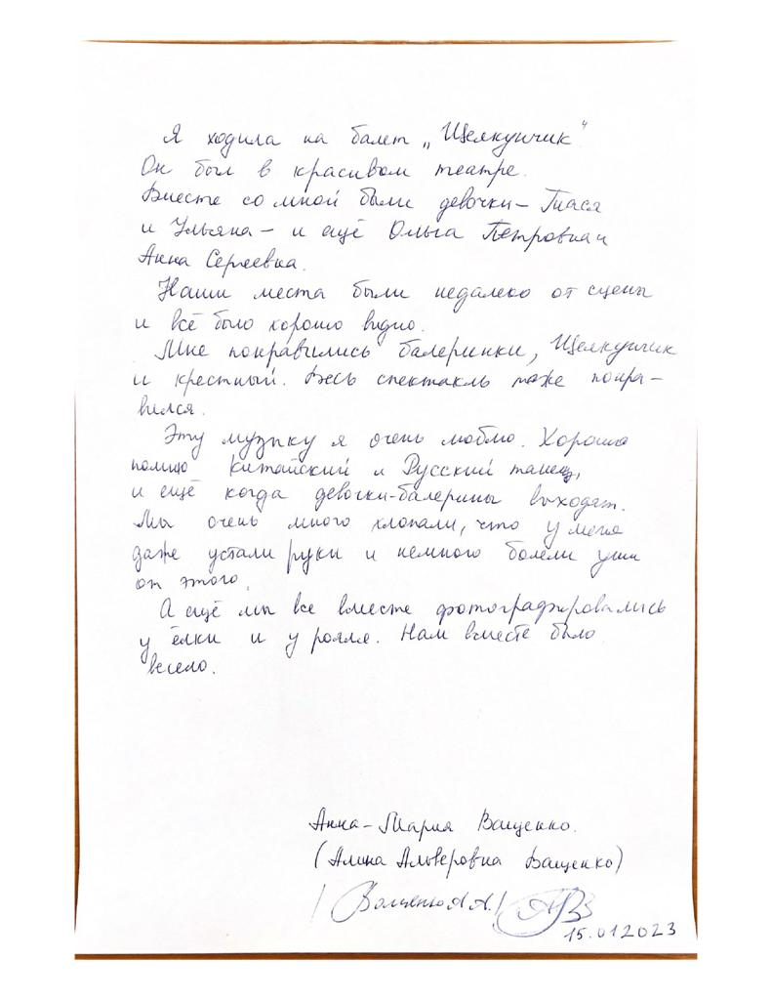 Я ходила на балет „Щелкунчик"
Он был в красивом театре.
Вместе со мной были девочки – Тася
и Ульяна – и ещё Ольга Петровна и
Анна Сергеевна.
Наши места были недалеко от сцены
и всё было хорошо видно.
Мне понравились балеринки, Щелкунчик
и крестный. Весь спектакль тоже понра-
вился.
Эту музыку я очень люблю. Хорошо
помню Китайский и Русский танец,
и ещё когда девочки-балерины выходят.
Мы очень много хлопали, что у меня
даже устали руки и немного болели уши
от этого.
А ещё мы все вместе фотографировались
у ёлки и у рояля. Нам вместе было
весело.
Анна-Мария Ващенко.
(Алина Ващенко)
/Ващенко А.А./
15.01.2023